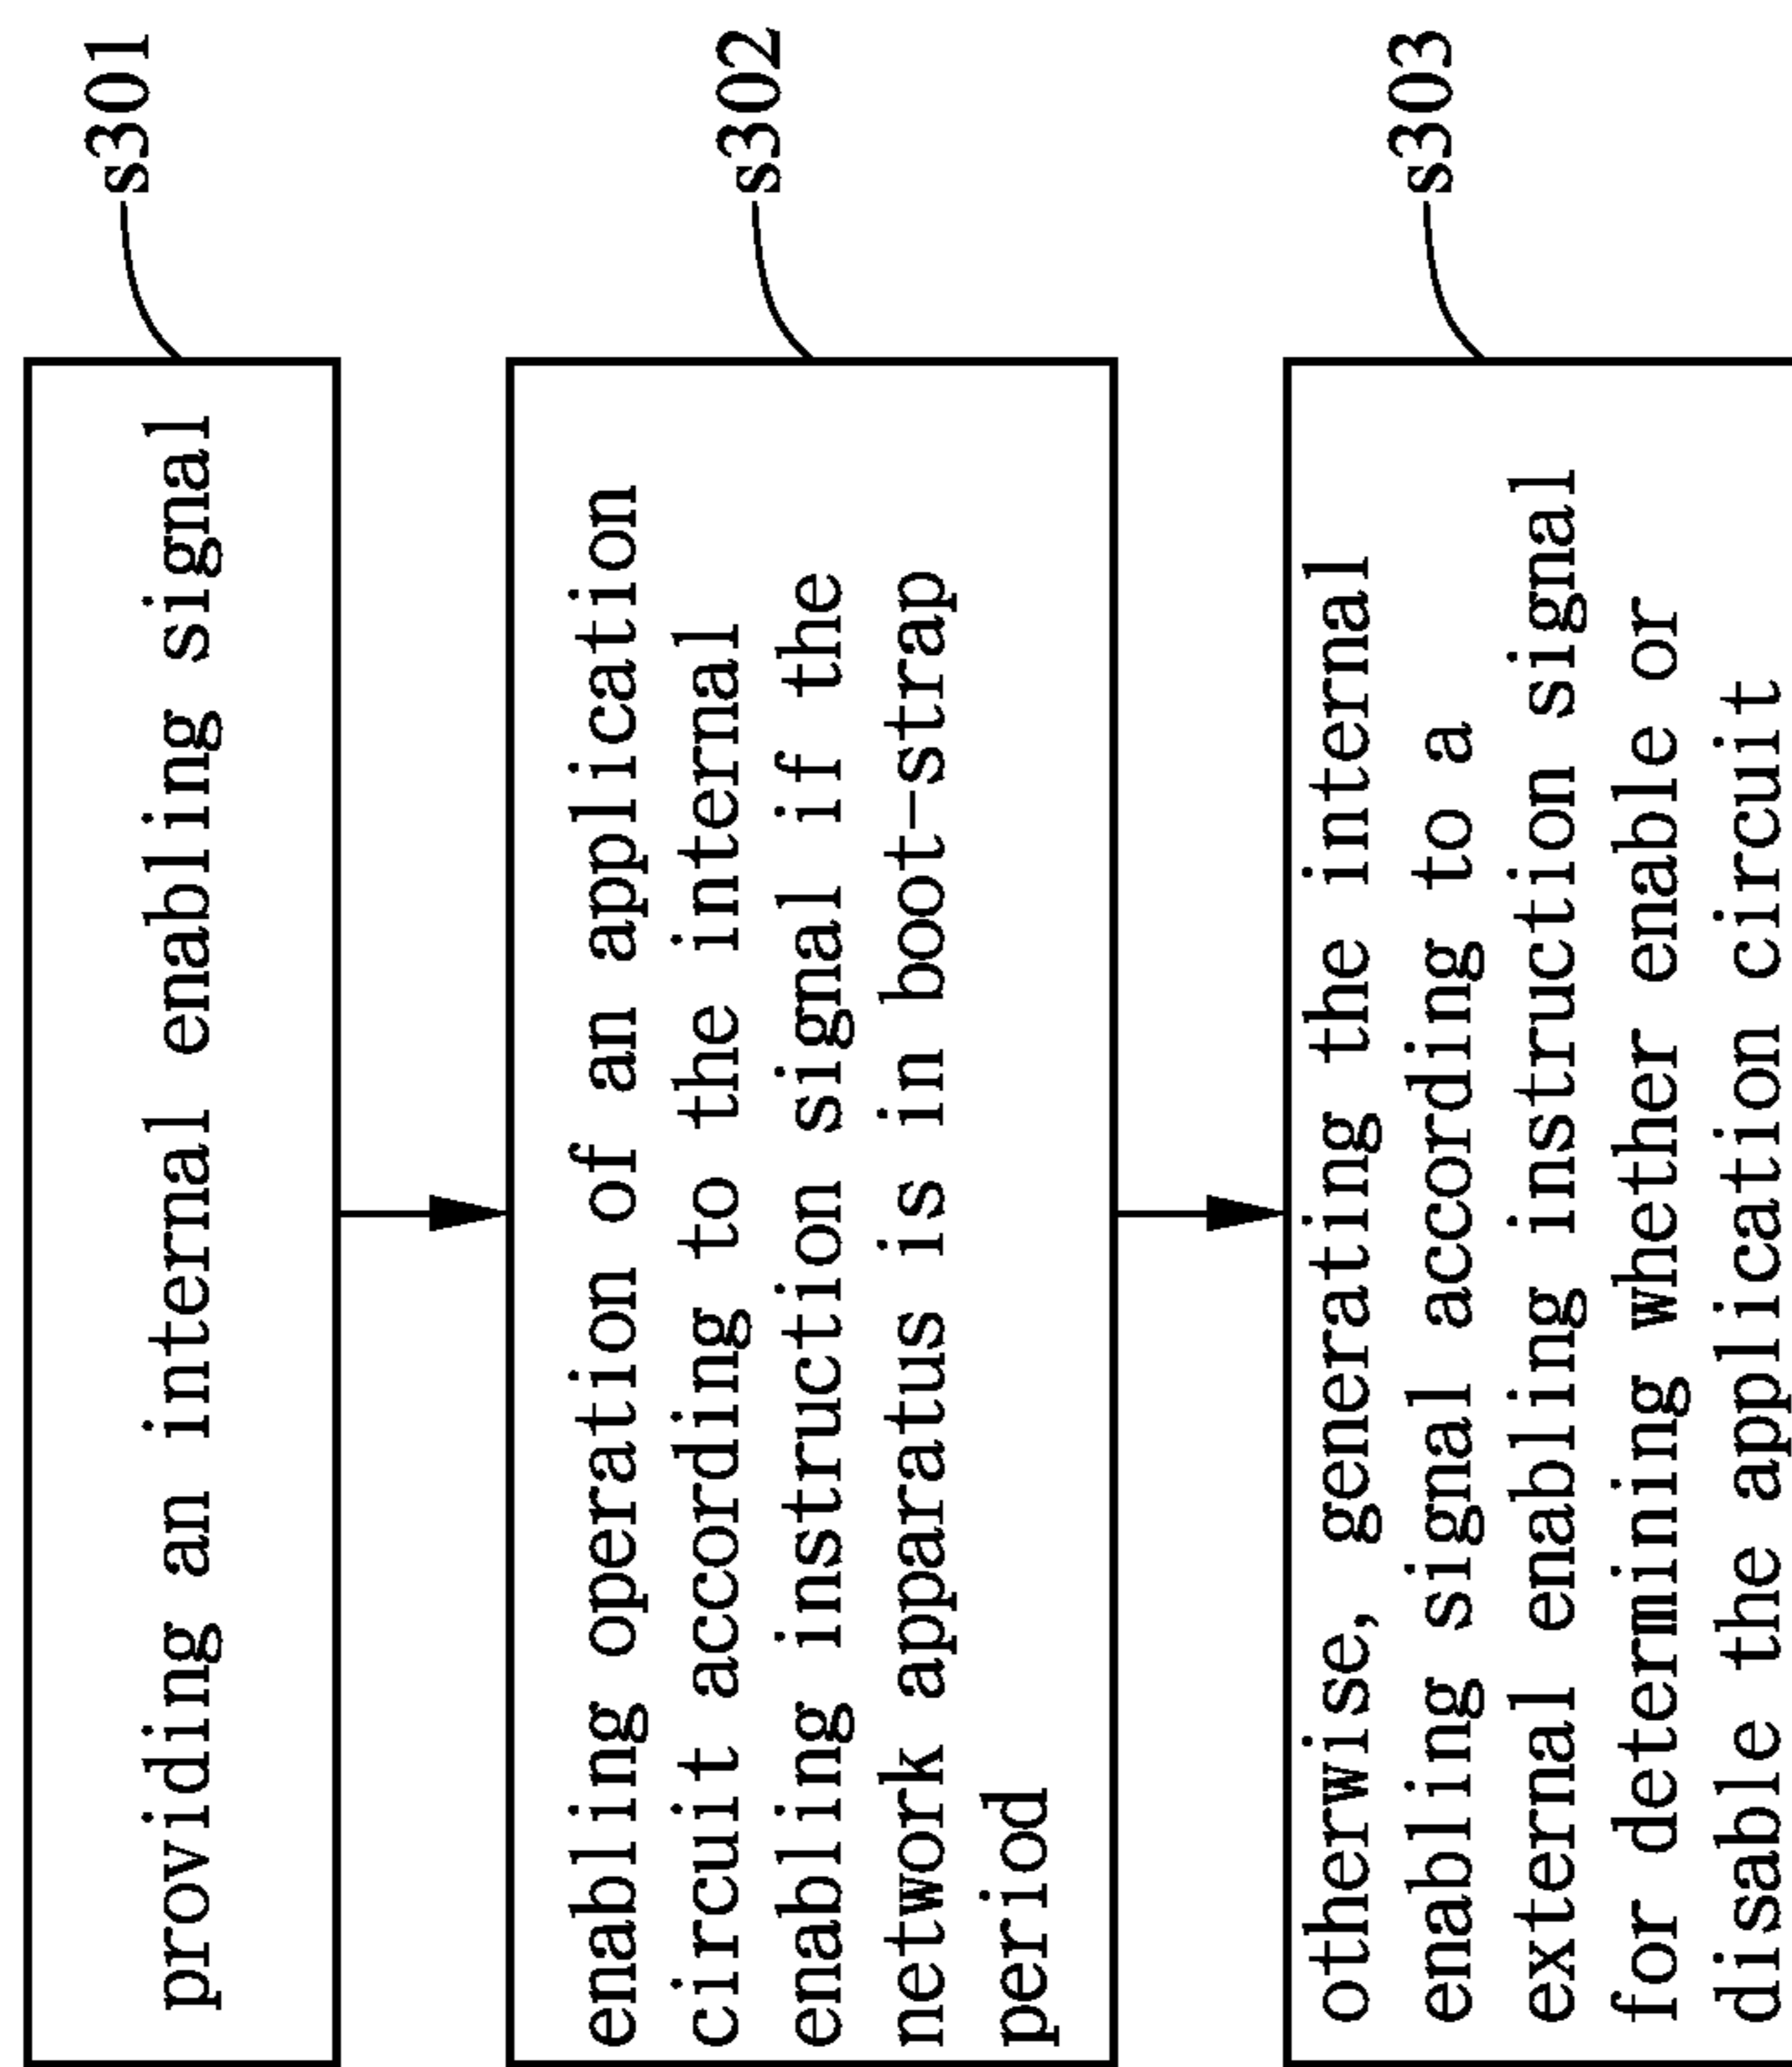 providing an internal enabling signal
s301
enabling operation of an application
circuit according to the internal
enabling instruction signal if the
network apparatus is in boot-strap
period
s302
otherwise, generating the internal
enabling signal according to a
external enabling instruction signal
for determining whether enable or
disable the application circuit
s303